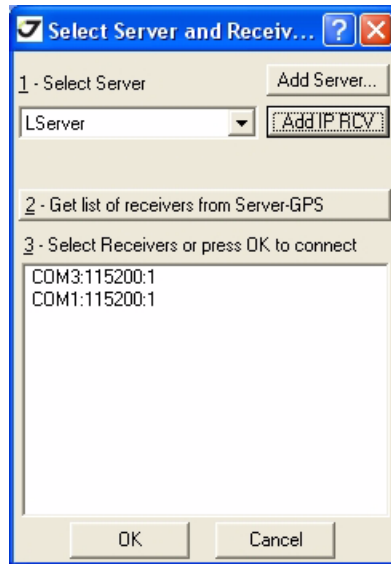 Select Server and Receiv...
1 - Select Server
Add Server...
LServer
Add IP RCV
2 - Get list of receivers from Server-GPS
3 - Select Receivers or press OK to connect
COM3:115200:1
COM1:115200:1
OK
Cancel